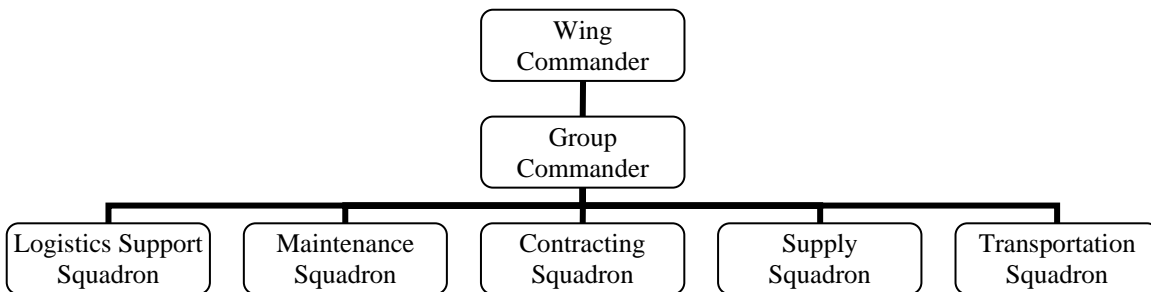 Wing
Commander
Group
Commander
Logistics Support
Squadron
Maintenance
Squadron
Contracting
Squadron
Supply
Squadron
Transportation
Squadron